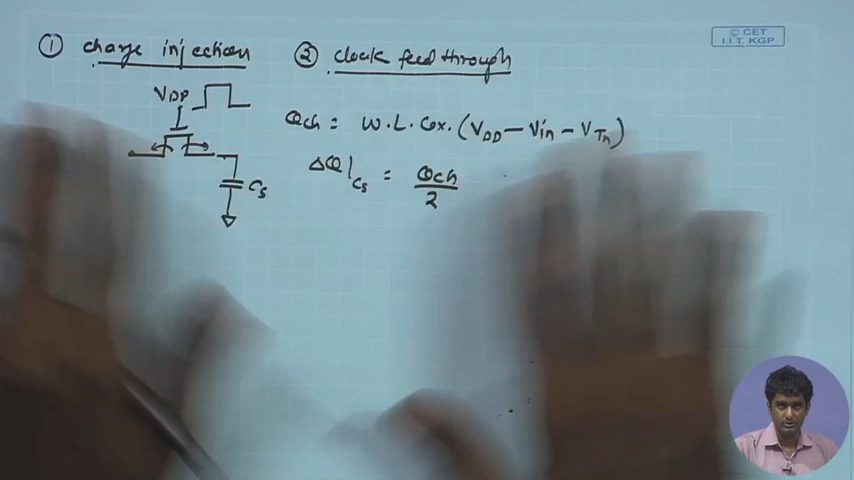 ① charge injection ② clock feed through
© CET
I.I.T. KGP
VDD
Qch = W.L.Cox.(VDD - Vin - VTn)
ΔQ|Cs = Qch/2
Cs